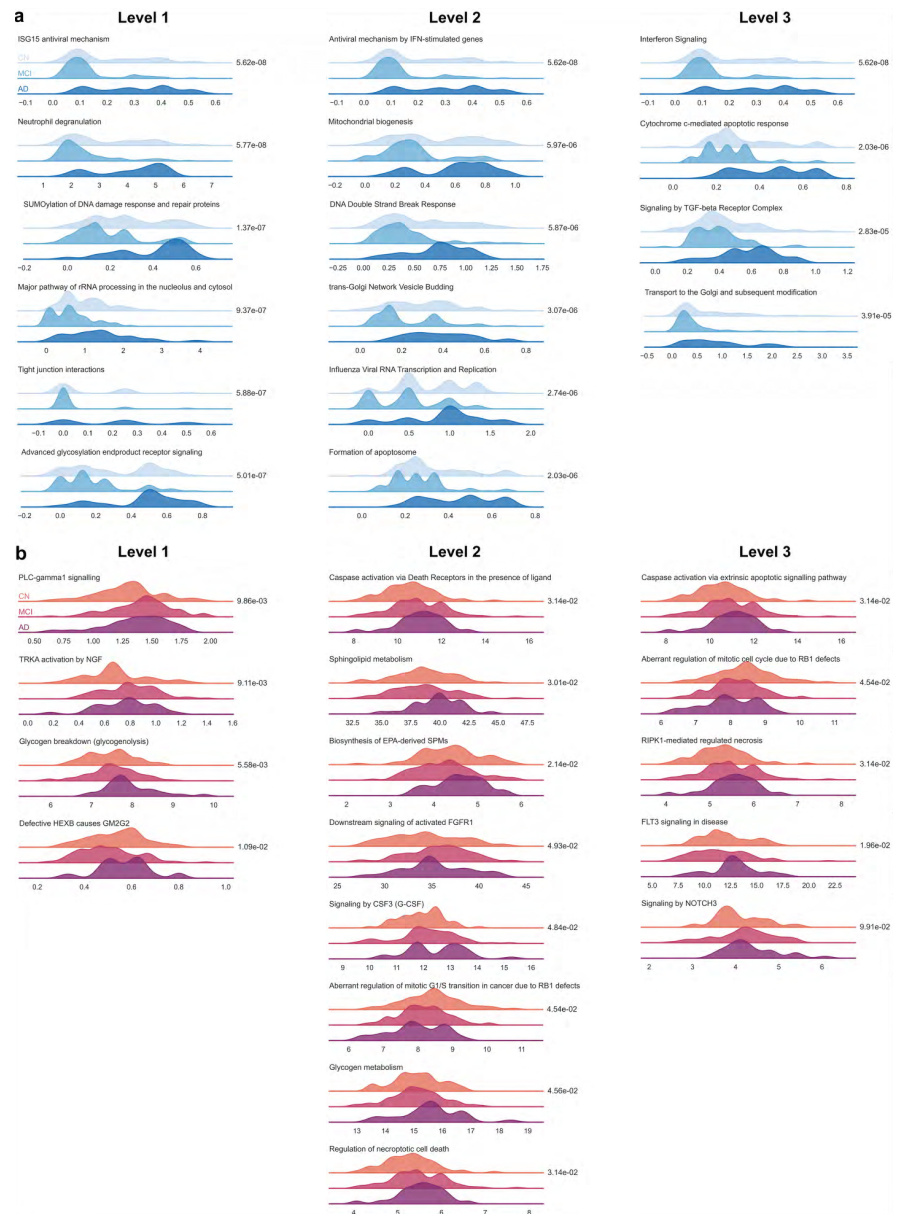 a
Level 1
Level 2
Level 3
ISG15 antiviral mechanism
CN
MCI
AD
5.62e-08
−0.1 0.0 0.1 0.2 0.3 0.4 0.5 0.6
Antiviral mechanism by IFN-stimulated genes
5.62e-08
−0.1 0.0 0.1 0.2 0.3 0.4 0.5 0.6
Interferon Signaling
5.62e-08
−0.1 0.0 0.1 0.2 0.3 0.4 0.5 0.6
Neutrophil degranulation
5.77e-08
1 2 3 4 5 6 7
Mitochondrial biogenesis
5.97e-06
0.0 0.2 0.4 0.6 0.8 1.0
Cytochrome c-mediated apoptotic response
2.03e-06
0.0 0.2 0.4 0.6 0.8
SUMOylation of DNA damage response and repair proteins
1.37e-07
−0.2 0.0 0.2 0.4 0.6
DNA Double Strand Break Response
5.87e-06
0.00 0.25 0.50 0.75 1.00 1.25 1.50 1.75
Signaling by TGF-beta Receptor Complex
2.83e-05
0.0 0.2 0.4 0.6 0.8 1.0 1.2
Major pathway of rRNA processing in the nucleolus and cytosol
9.37e-07
0 1 2 3 4
trans-Golgi Network Vesicle Budding
3.07e-06
0.0 0.2 0.4 0.6 0.8
Transport to the Golgi and subsequent modification
3.91e-05
−0.5 0.0 0.5 1.0 1.5 2.0 2.5 3.0 3.5
Tight junction interactions
5.88e-07
−0.1 0.0 0.1 0.2 0.3 0.4 0.5 0.6
Influenza Viral RNA Transcription and Replication
2.74e-06
0.0 0.5 1.0 1.5 2.0
Advanced glycosylation endproduct receptor signaling
5.01e-07
−0.2 0.0 0.2 0.4 0.6 0.8
Formation of apoptosome
2.03e-06
0.0 0.2 0.4 0.6 0.8
b
Level 1
Level 2
Level 3
PLC-gamma1 signalling
CN
MCI
AD
9.86e-03
0.50 0.75 1.00 1.25 1.50 1.75 2.00
Caspase activation via Death Receptors in the presence of ligand
3.14e-02
8 10 12 14 16
Caspase activation via extrinsic apoptotic signalling pathway
3.14e-02
8 10 12 14 16
TRKA activation by NGF
9.11e-03
0.0 0.2 0.4 0.6 0.8 1.0 1.2 1.4 1.6
Sphingolipid metabolism
3.01e-02
32.5 35.0 37.5 40.0 42.5 45.0 47.5
Aberrant regulation of mitotic cell cycle due to RB1 defects
4.54e-02
6 7 8 9 10 11
Glycogen breakdown (glycogenolysis)
5.58e-03
6 7 8 9 10
Biosynthesis of EPA-derived SPMs
2.14e-02
2 3 4 5 6
RIPK1-mediated regulated necrosis
3.14e-02
4 5 6 7 8
Defective HEXB causes GM2G2
1.09e-02
0.2 0.4 0.6 0.8 1.0
Downstream signaling of activated FGFR1
4.93e-02
25 30 35 40 45
FLT3 signaling in disease
1.96e-02
5.0 7.5 10.0 12.5 15.0 17.5 20.0 22.5
Signaling by CSF3 (G-CSF)
4.84e-02
9 10 11 12 13 14 15 16
Signaling by NOTCH3
9.91e-02
2 3 4 5 6
Aberrant regulation of mitotic G1/S transition in cancer due to RB1 defects
4.54e-02
6 7 8 9 10 11
Glycogen metabolism
4.56e-02
13 14 15 16 17 18 19
Regulation of necroptotic cell death
3.14e-02
4 5 6 7 8